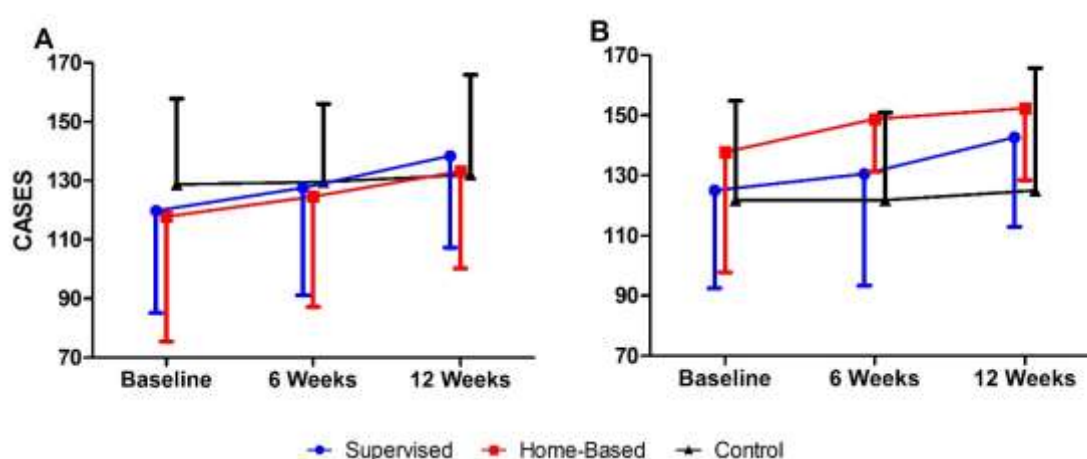 A
B
170
150
130
110
90
70
CASES
Baseline
6 Weeks
12 Weeks
170
150
130
110
90
70
Baseline
6 Weeks
12 Weeks
Supervised
Home-Based
Control